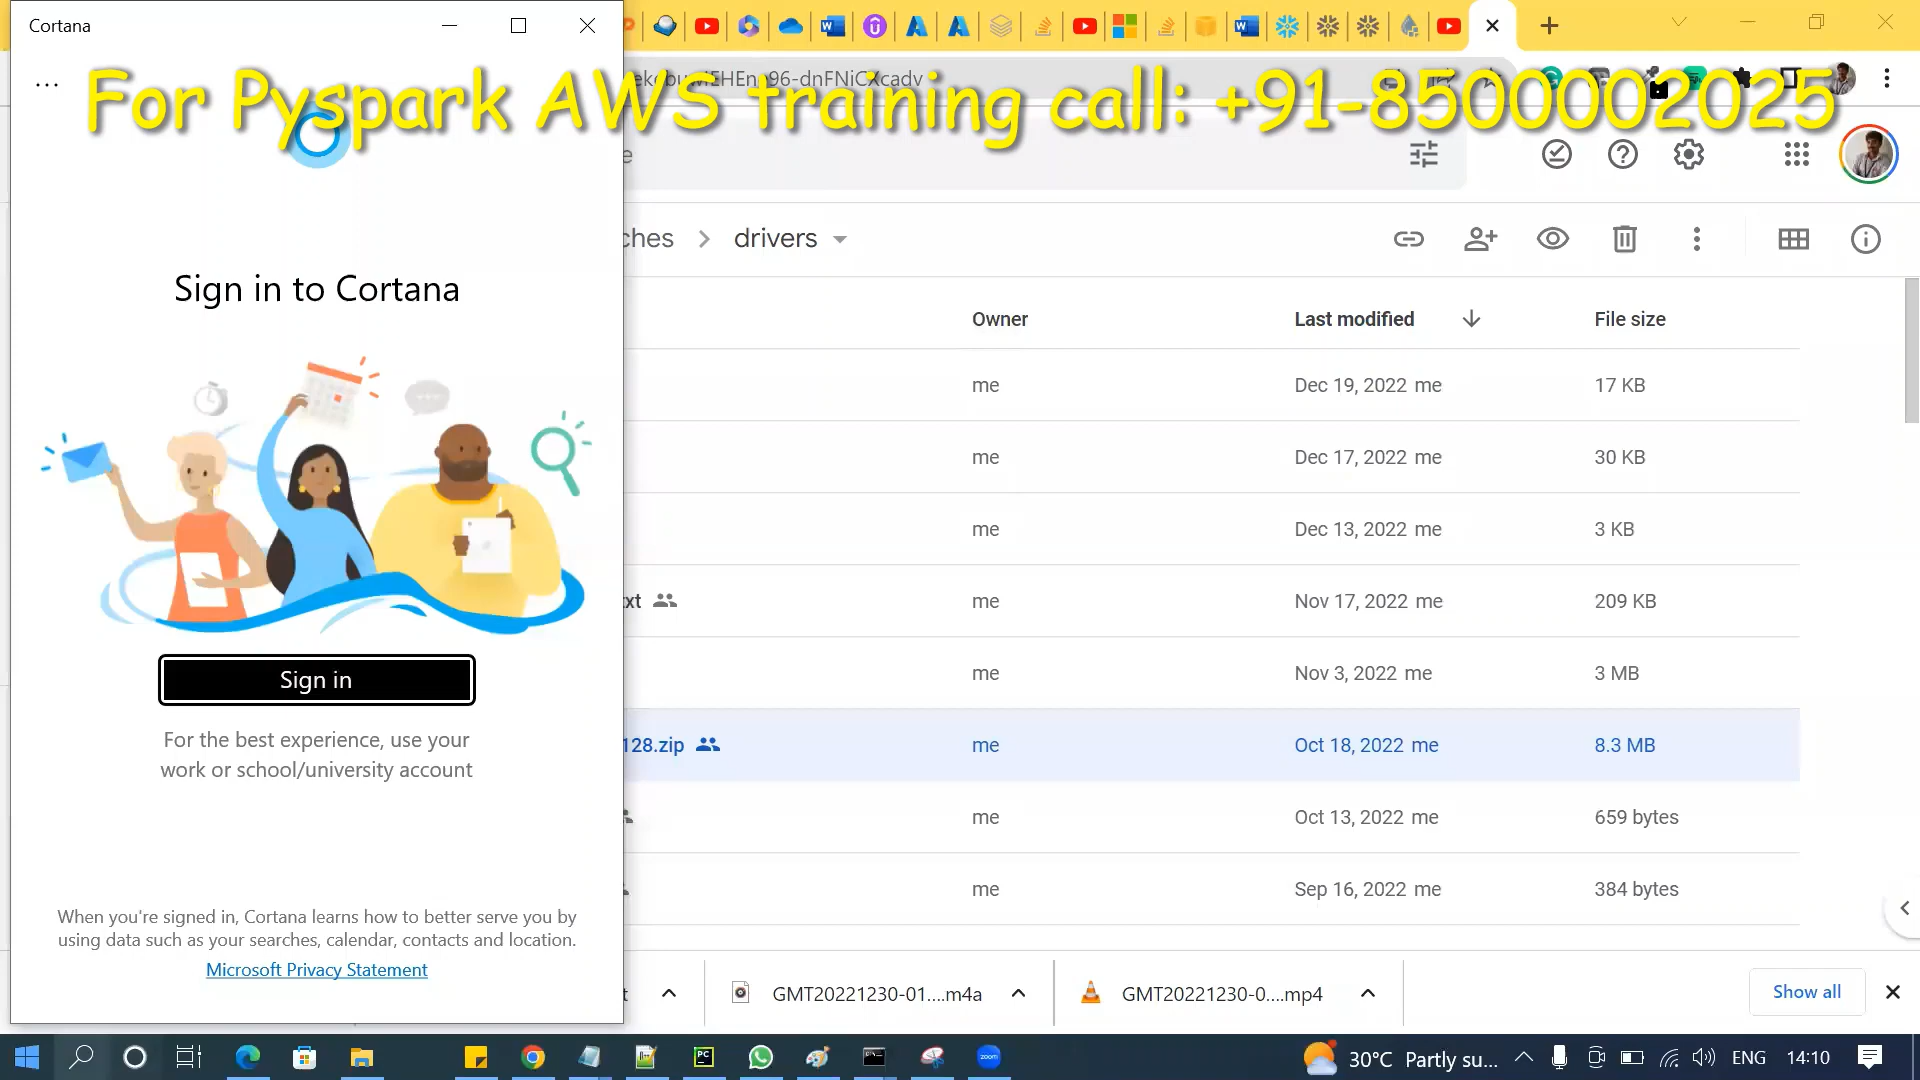 Cortana
For Pyspark AWS training call: +91-8500002025
e
ches > drivers
Sign in to Cortana
Owner
Last modified
File size
me
Dec 19, 2022 me
17 KB
me
Dec 17, 2022 me
30 KB
me
Dec 13, 2022 me
3 KB
xt
me
Nov 17, 2022 me
209 KB
me
Nov 3, 2022 me
3 MB
Sign in
128.zip
me
Oct 18, 2022 me
8.3 MB
For the best experience, use your
work or school/university account
me
Oct 13, 2022 me
659 bytes
me
Sep 16, 2022 me
384 bytes
When you're signed in, Cortana learns how to better serve you by
using data such as your searches, calendar, contacts and location.
Microsoft Privacy Statement
t
GMT20221230-01....m4a
GMT20221230-0....mp4
Show all
PC
zoom
30°C Partly su...
ENG
14:10